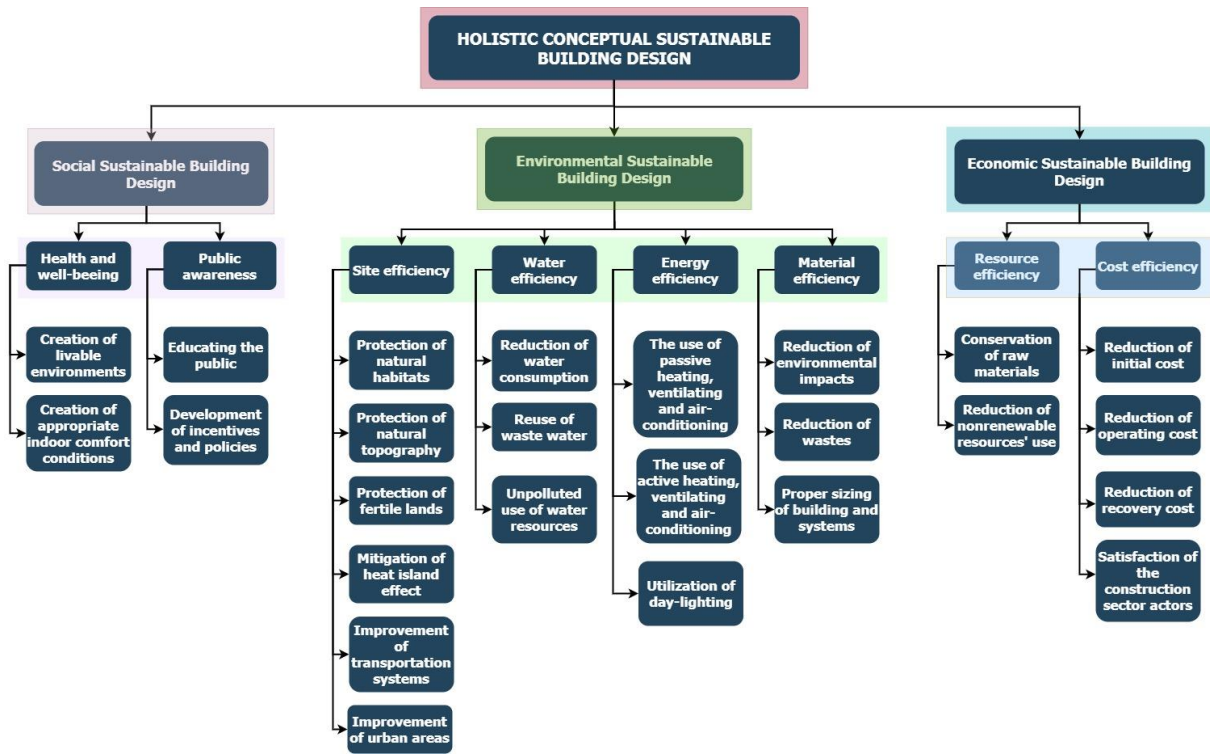 HOLISTIC CONCEPTUAL SUSTAINABLE
BUILDING DESIGN
Social Sustainable Building
Design
Environmental Sustainable
Building Design
Economic Sustainable Building
Design
Health and
well-beeing
Public
awareness
Site efficiency
Water
efficiency
Energy
efficiency
Material
efficiency
Resource
efficiency
Cost efficiency
Creation of
livable
environments
Creation of
appropriate
indoor comfort
conditions
Educating the
public
Development
of incentives
and policies
Protection of
natural
habitats
Protection of
natural
topography
Protection of
fertile lands
Mitigation of
heat island
effect
Improvement
of
transportation
systems
Improvement
of urban areas
Reduction of
water
consumption
Reuse of
waste water
Unpolluted
use of water
resources
The use of
passive heating,
ventilating
and air-
conditioning
The use of
active heating,
ventilating
and air-
conditioning
Utilization of
day-lighting
Reduction of
environmental
impacts
Reduction of
wastes
Proper sizing
of building and
systems
Conservation
of raw
materials
Reduction of
nonrenewable
resources' use
Reduction of
initial cost
Reduction of
operating cost
Reduction of
recovery cost
Satisfaction of
the
construction
sector actors